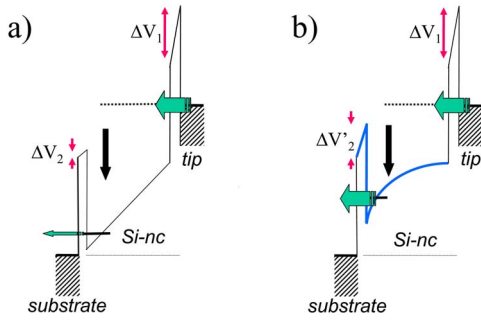 a)
ΔV₁
ΔV₂
tip
Si-nc
substrate
b)
ΔV₁
ΔV'₂
tip
Si-nc
substrate